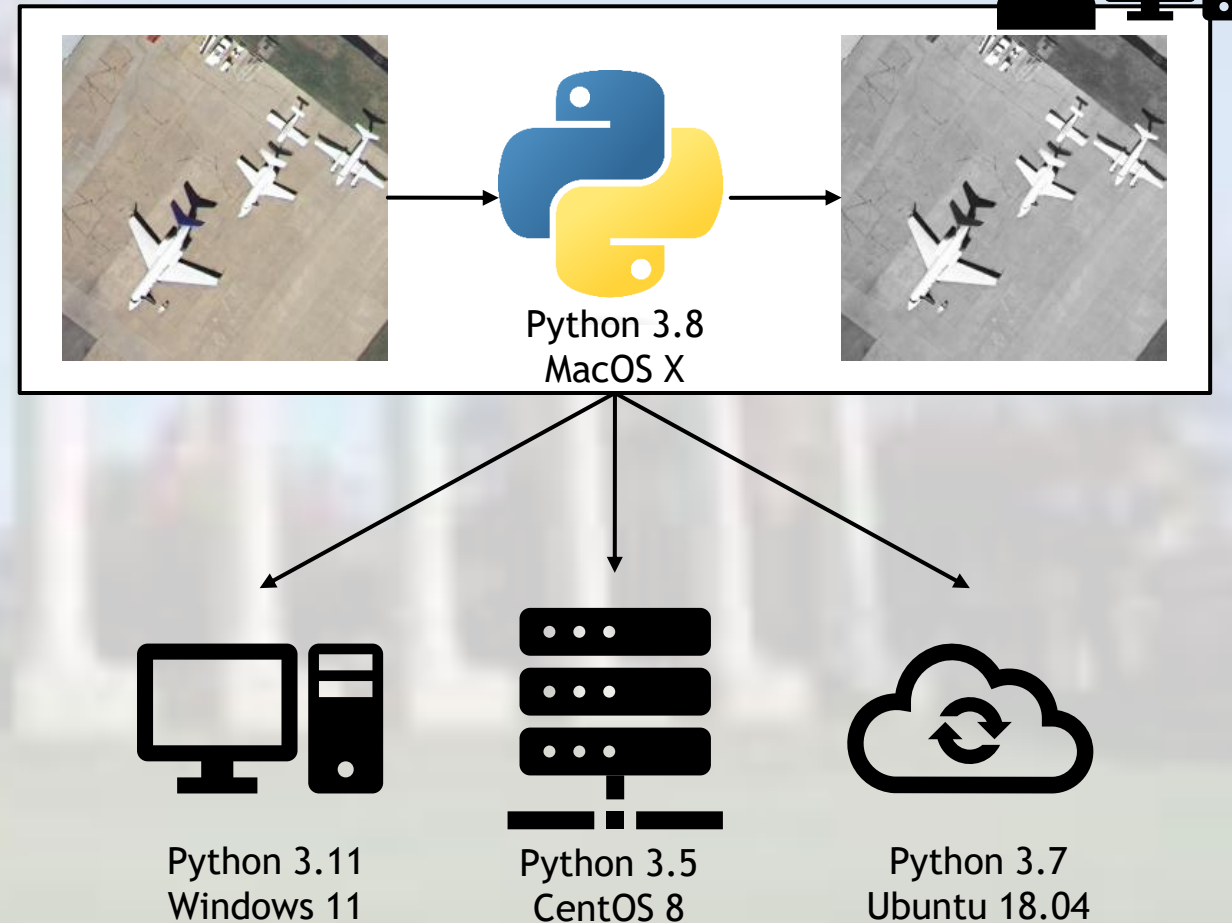 Python 3.8
MacOS X
Python 3.11
Windows 11
Python 3.5
CentOS 8
Python 3.7
Ubuntu 18.04